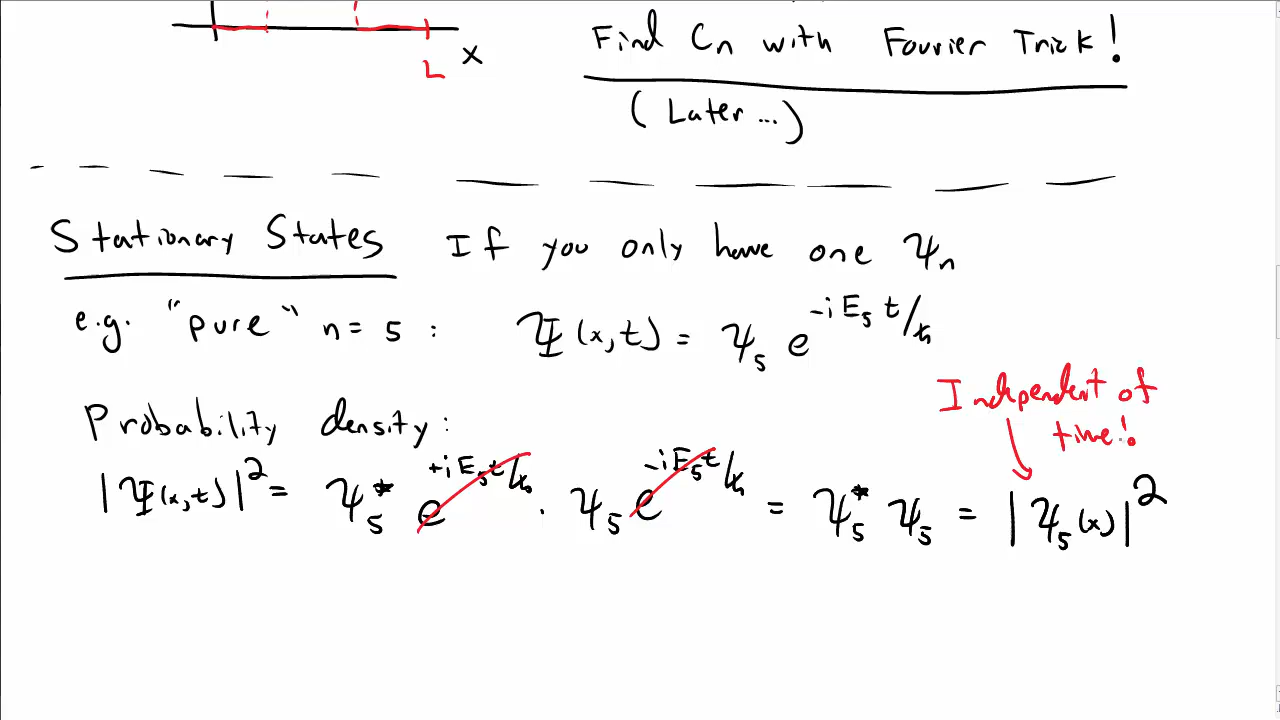 x
L
Find Cn with Fourier Trick!
(Later ...)
Stationary States If you only have one ψn
e.g. "pure" n = 5 : Ψ(x,t) = ψ5 e^-iE5t/ħ
Independent of
time!
Probability density:
|Ψ(x,t)|² = ψ5* e^+iE5t/ħ · ψ5 e^-iE5t/ħ = ψ5* ψ5 = |ψ5(x)|²